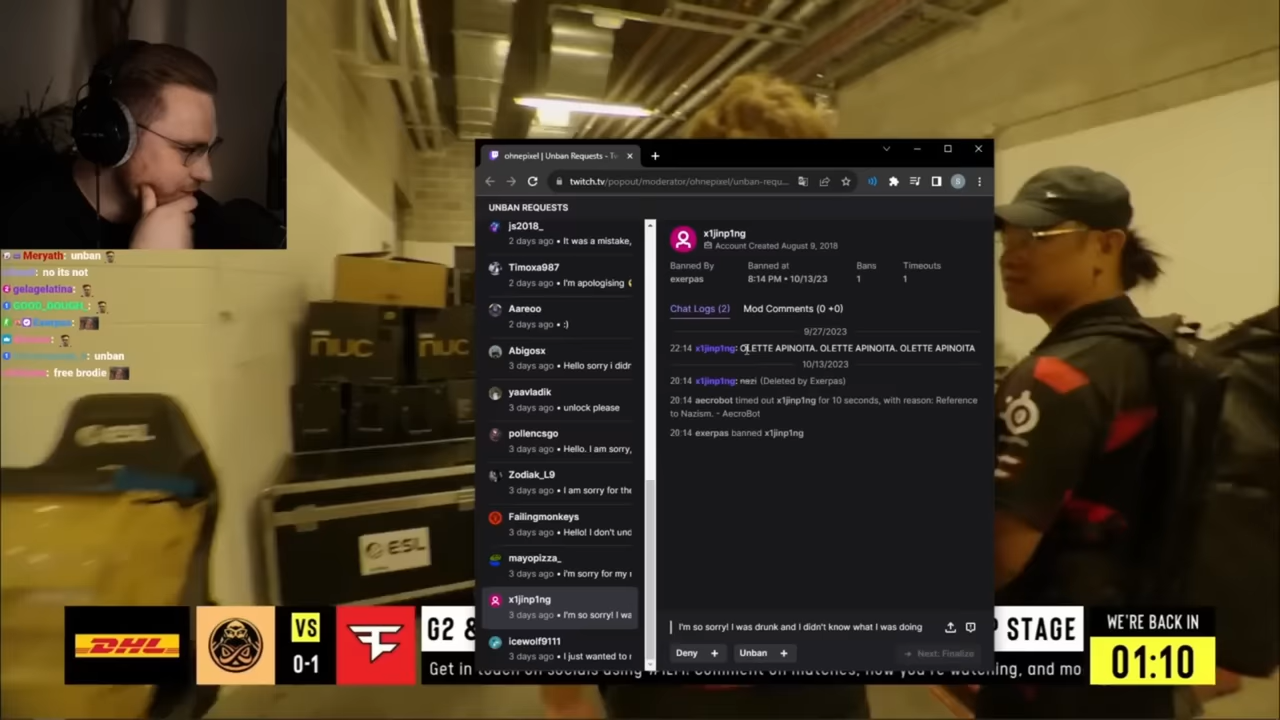 ohnepixel | Unban Requests - Tw
twitch.tv/popout/moderator/ohnepixel/unban-requ...
UNBAN REQUESTS
js2018_
2 days ago • It was a mistake,
Timoxa987
2 days ago • I'm apologising
Aareoo
2 days ago • :)
Abigosx
3 days ago • Hello sorry i didr
yaavladik
3 days ago • unlock please
pollencsgo
3 days ago • Hello. I am sorry,
Zodiak_L9
3 days ago • I am sorry for the
Failingmonkeys
3 days ago • Hello! I don't und
mayopizza_
3 days ago • i'm sorry for my
x1jinp1ng
3 days ago • I'm so sorry! I wa
icewolf9111
3 days ago • I just wanted to
x1jinp1ng
Account Created August 9, 2018
Banned By
exerpas
Banned at
8:14 PM • 10/13/23
Bans
1
Timeouts
1
Chat Logs (2)
Mod Comments (0 +0)
9/27/2023
22:14 x1jinp1ng: OLETTE APINOITA. OLETTE APINOITA. OLETTE APINOITA
10/13/2023
20:14 x1jinp1ng: nazi (Deleted by Exerpas)
20:14 aecrobot timed out x1jinp1ng for 10 seconds, with reason: Reference
to Nazism. - AecroBot
20:14 exerpas banned x1jinp1ng
I'm so sorry! I was drunk and I didn't know what I was doing
Deny +
Unban +
Next: Finalize
Meryath: unban
no its not
gelagelatina:
GOOD_DOUGEL:
Exerpas:
unban
free brodie
nuc
nuc
ESL
ESL
DHL
VS
0-1
G2 &
P STAGE
WE'RE BACK IN
01:10
Get in touch on socials using #IEM. Comment on matches, how you're watching, and mo